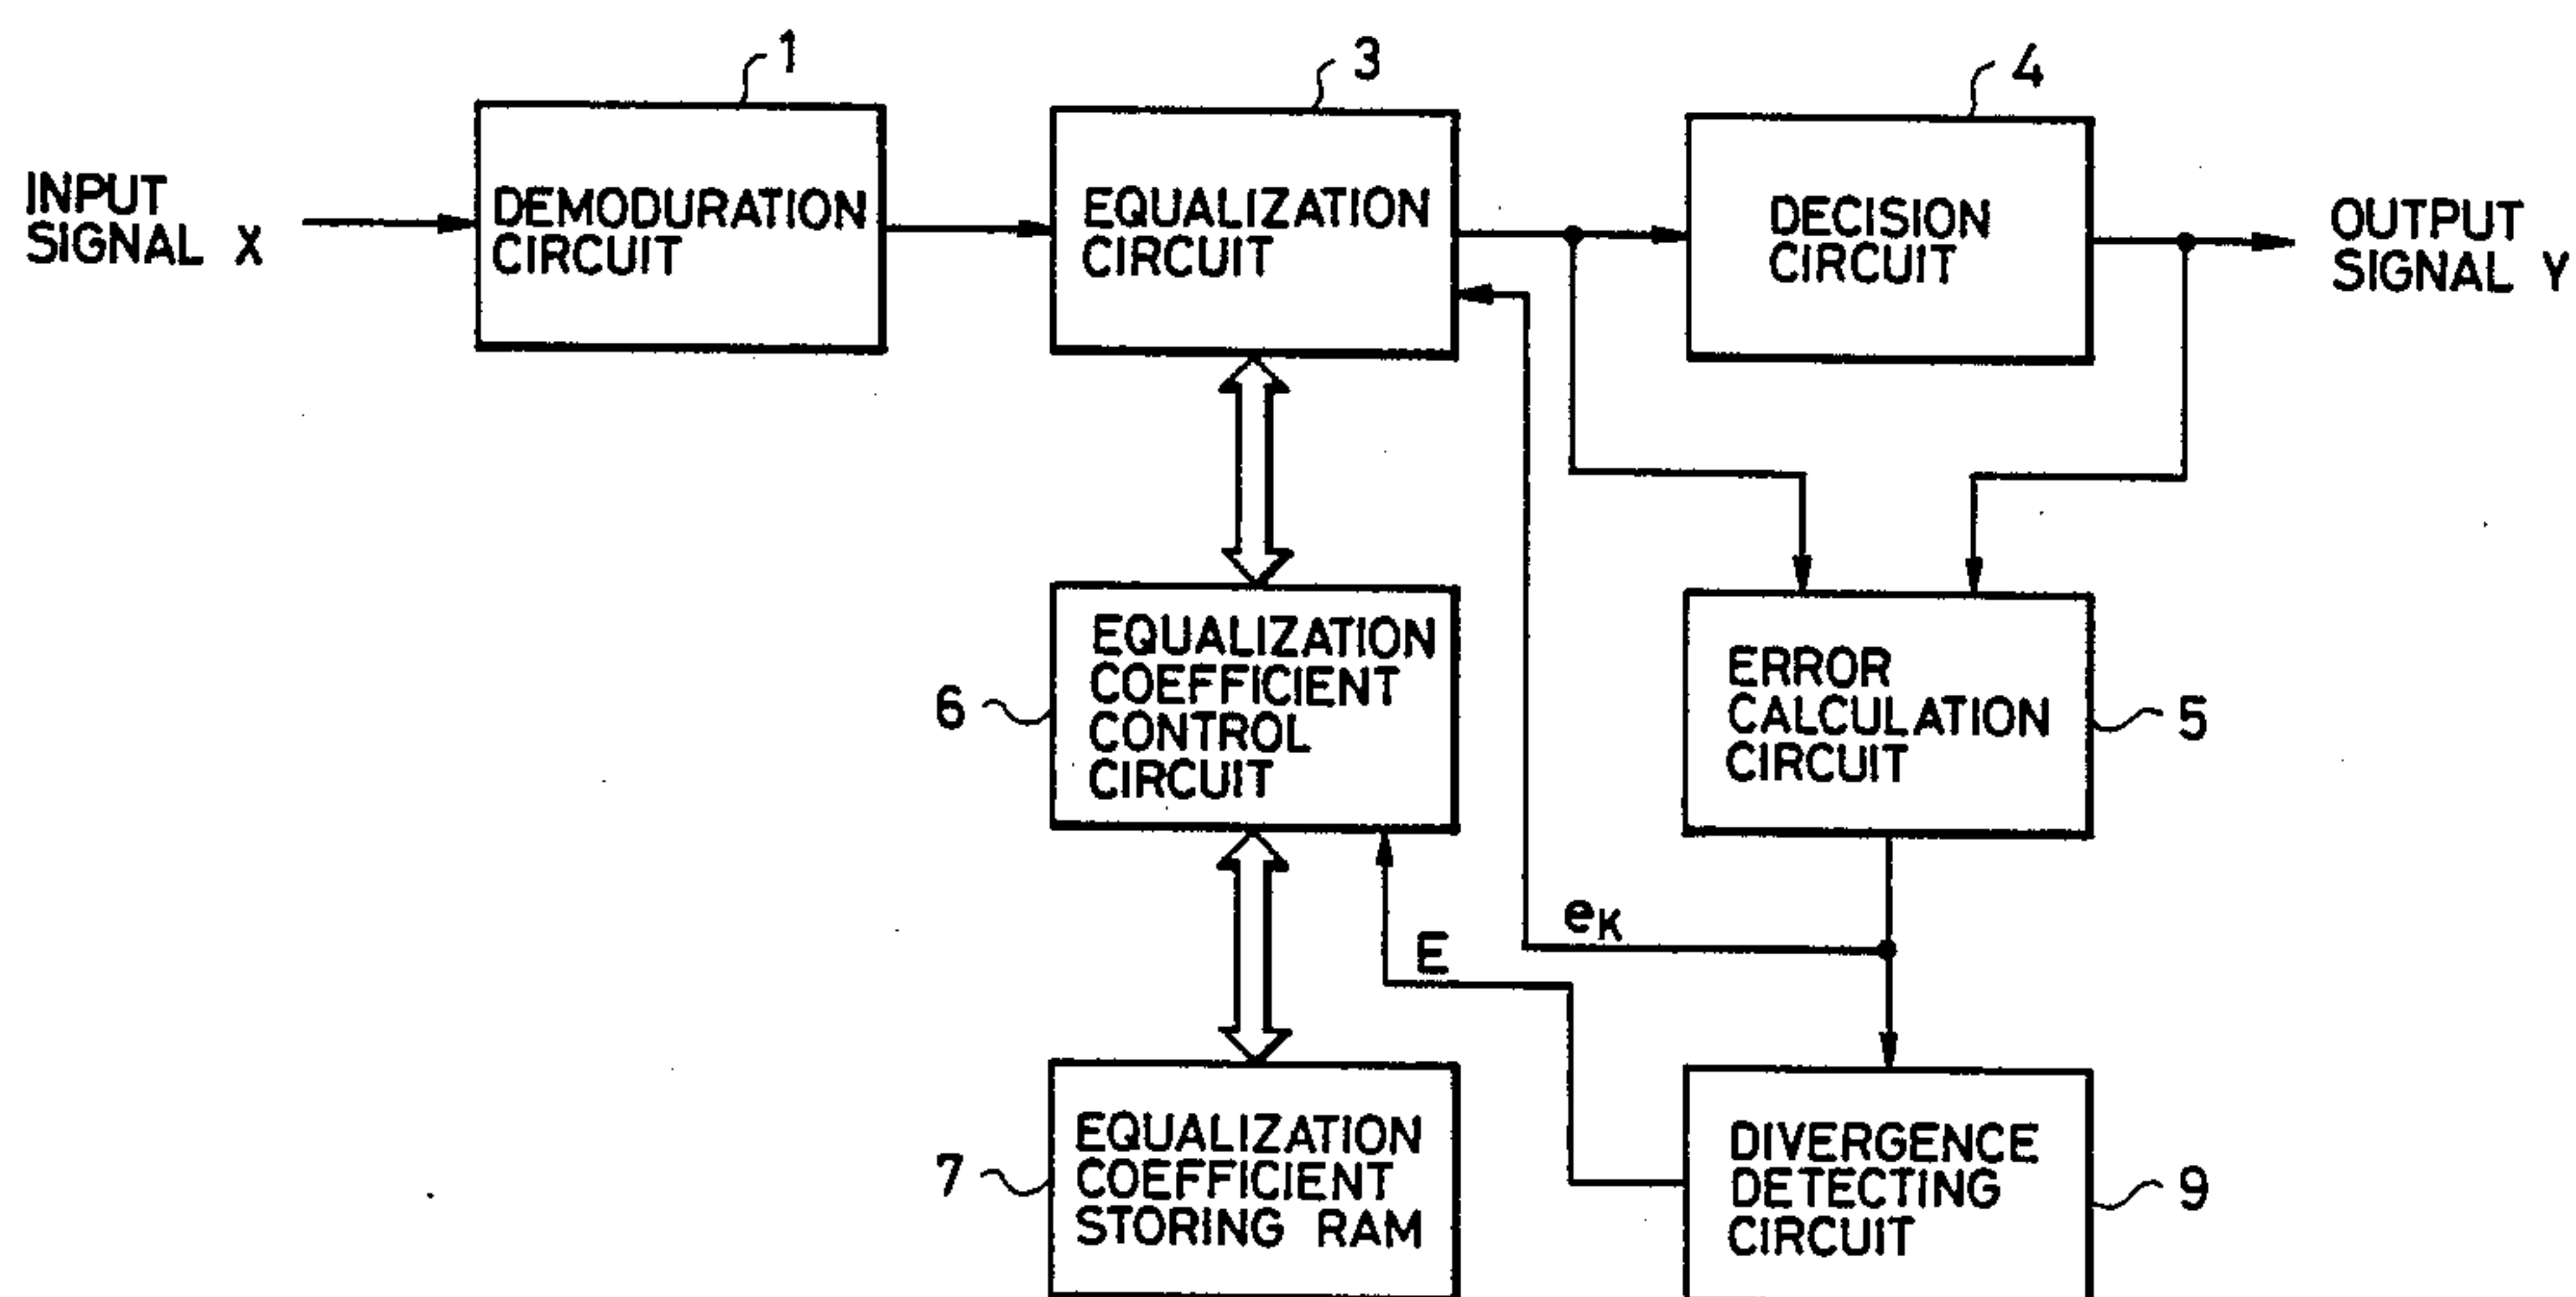 1
3
4
INPUT
SIGNAL X
DEMODURATION
CIRCUIT
EQUALIZATION
CIRCUIT
DECISION
CIRCUIT
OUTPUT
SIGNAL Y
6
EQUALIZATION
COEFFICIENT
CONTROL
CIRCUIT
ERROR
CALCULATION
CIRCUIT
5
E
eK
7
EQUALIZATION
COEFFICIENT
STORING RAM
DIVERGENCE
DETECTING
CIRCUIT
9